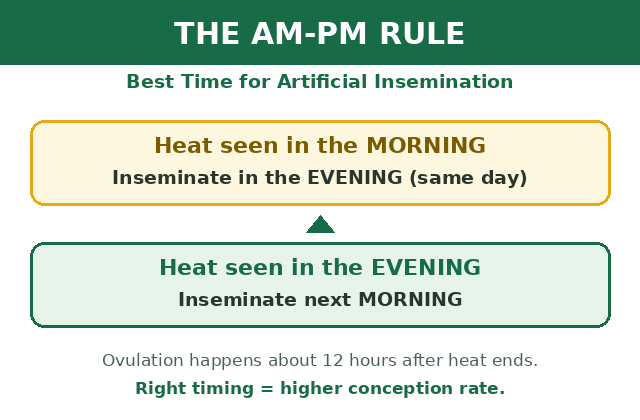 THE AM-PM RULE
Best Time for Artificial Insemination
Heat seen in the MORNING
Inseminate in the EVENING (same day)
Heat seen in the EVENING
Inseminate next MORNING
Ovulation happens about 12 hours after heat ends.
Right timing = higher conception rate.